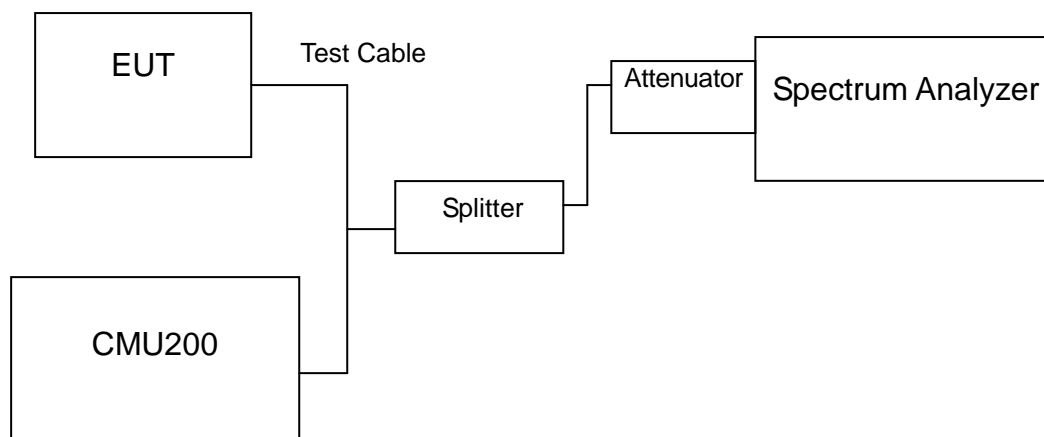 EUT
Test Cable
Attenuator
Spectrum Analyzer
Splitter
CMU200